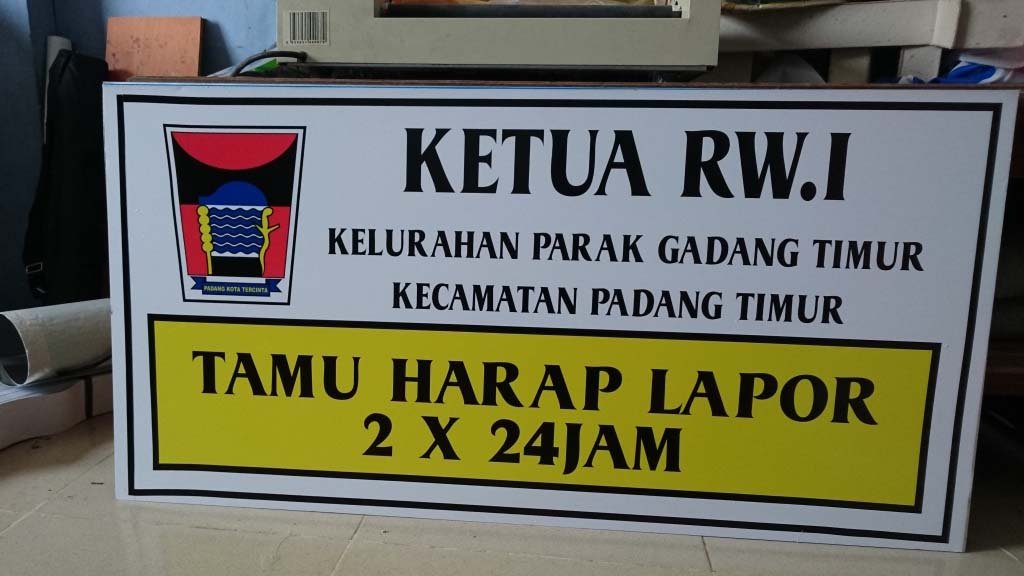 KETUA RW.I
KELURAHAN PARAK GADANG TIMUR
KECAMATAN PADANG TIMUR
PADANG KOTA TERCINTA
TAMU HARAP LAPOR
2 X 24JAM